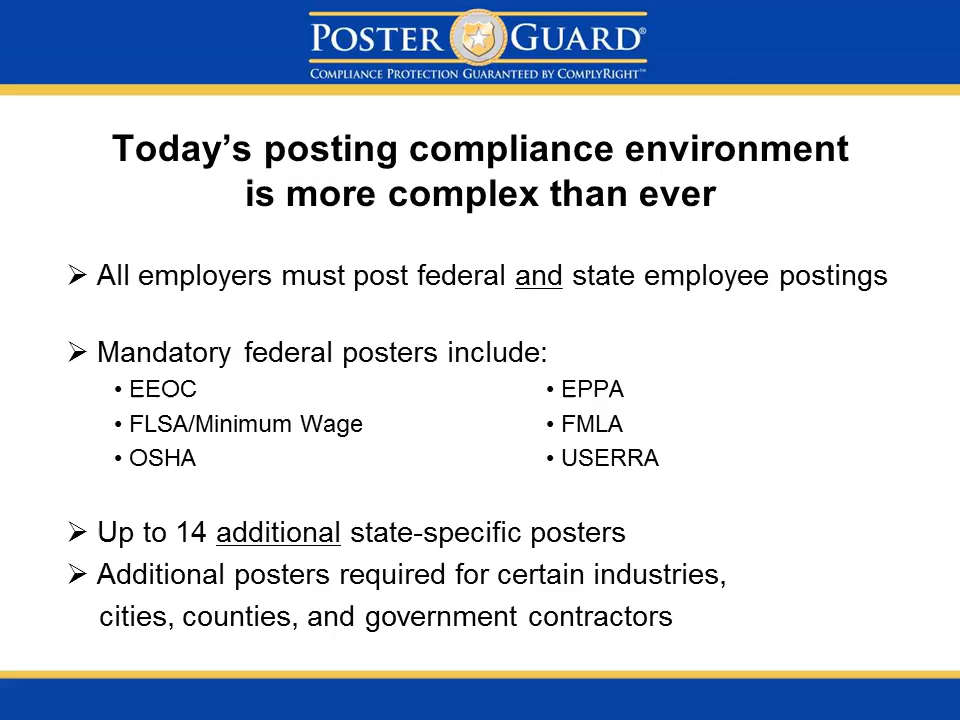 POSTER GUARD®
COMPLIANCE PROTECTION GUARANTEED BY COMPLYRIGHT™
Today’s posting compliance environment
is more complex than ever
➢ All employers must post federal and state employee postings
➢ Mandatory federal posters include:
• EEOC
• FLSA/Minimum Wage
• OSHA
• EPPA
• FMLA
• USERRA
➢ Up to 14 additional state-specific posters
➢ Additional posters required for certain industries,
cities, counties, and government contractors